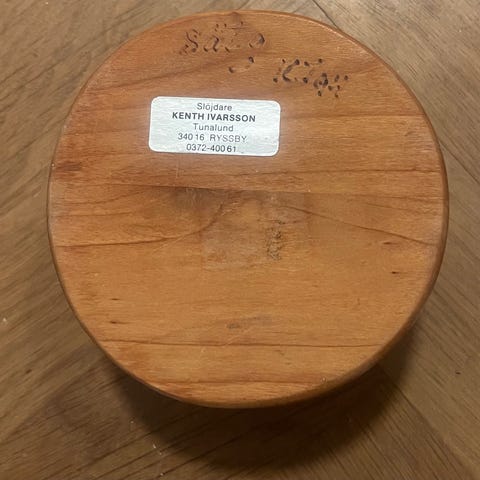 Slöjdare
KENTH IVARSSON
Tunalund
340 16 RYSSBY
0372-400 61